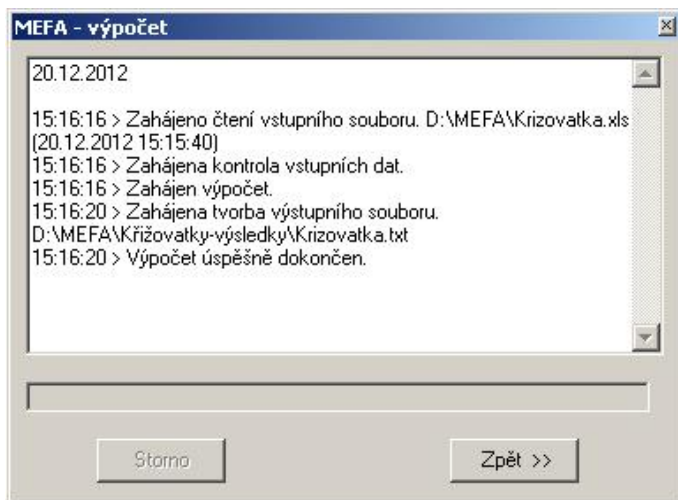 MEFA - výpočet
20.12.2012
15:16:16 > Zahájeno čtení vstupního souboru. D:\MEFA\Krizovatka.xls
(20.12.2012 15:15:40)
15:16:16 > Zahájena kontrola vstupních dat.
15:16:16 > Zahájen výpočet.
15:16:20 > Zahájena tvorba výstupního souboru.
D:\MEFA\Křižovatky-výsledky\Krizovatka.txt
15:16:20 > Výpočet úspěšně dokončen.
Storno
Zpět >>